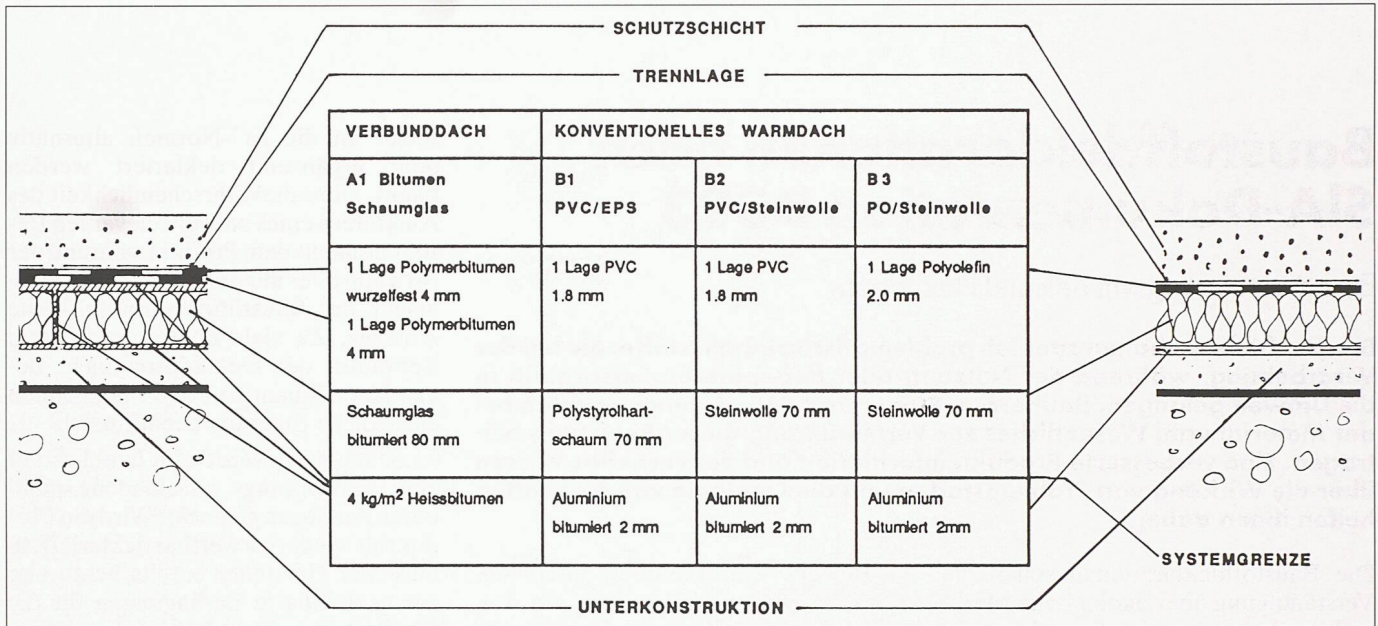 SCHUTZSCHICHT
TRENNLAGE
VERBUNDDACH
KONVENTIONELLES WARMDACH
A1 Bitumen
Schaumglas
B1
PVC/EPS
B2
PVC/Steinwolle
B3
PO/Steinwolle
1 Lage Polymerbitumen
wurzelfest 4 mm
1 Lage Polymerbitumen
4 mm
1 Lage PVC
1.8 mm
1 Lage PVC
1.8 mm
1 Lage Polyolefin
2.0 mm
Schaumglas
bitumiert 80 mm
Polystyrolhart-
schaum 70 mm
Steinwolle 70 mm
Steinwolle 70 mm
4 kg/m² Heissbitumen
Aluminium
bitumiert 2 mm
Aluminium
bitumiert 2 mm
Aluminium
bitumiert 2mm
SYSTEMGRENZE
UNTERKONSTRUKTION